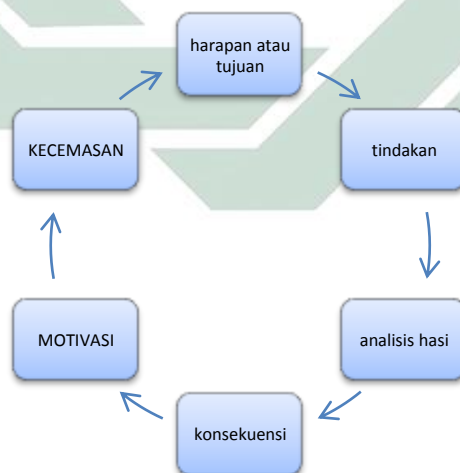 harapan atau
tujuan
tindakan
analisis hasi
konsekuensi
MOTIVASI
KECEMASAN